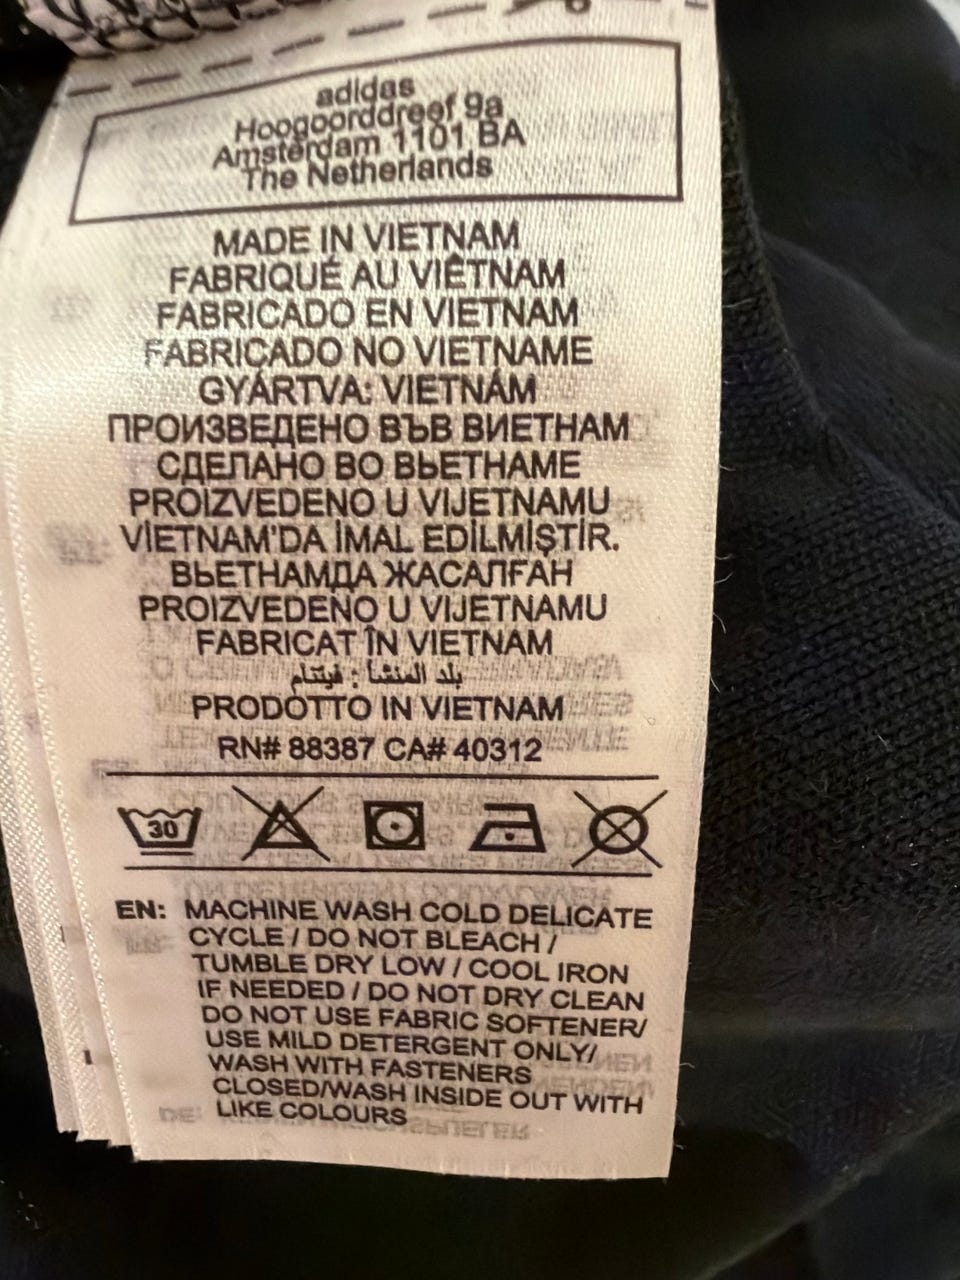 adidas
Hoogoorddreef 9a
Amsterdam 1101 BA
The Netherlands
MADE IN VIETNAM
FABRIQUÉ AU VIÊTNAM
FABRICADO EN VIETNAM
FABRICADO NO VIETNAME
GYÁRTVA: VIETNÁM
ПРОИЗВЕДЕНО ВЪВ ВИЕТНАМ
СДЕЛАНО ВО ВЬЕТНАМЕ
PROIZVEDENO U VIJETNAMU
VİETNAM'DA İMAL EDİLMİŞTİR.
ВЬЕТНАМДА ЖАСАЛҒАН
PROIZVEDENO U VIJETNAMU
FABRICAT ÎN VIETNAM
بلد المنشأ : فيتنام
PRODOTTO IN VIETNAM
RN# 88387 CA# 40312
30
EN: MACHINE WASH COLD DELICATE
CYCLE / DO NOT BLEACH /
TUMBLE DRY LOW / COOL IRON
IF NEEDED / DO NOT DRY CLEAN
DO NOT USE FABRIC SOFTENER/
USE MILD DETERGENT ONLY/
WASH WITH FASTENERS
CLOSED/WASH INSIDE OUT WITH
LIKE COLOURS